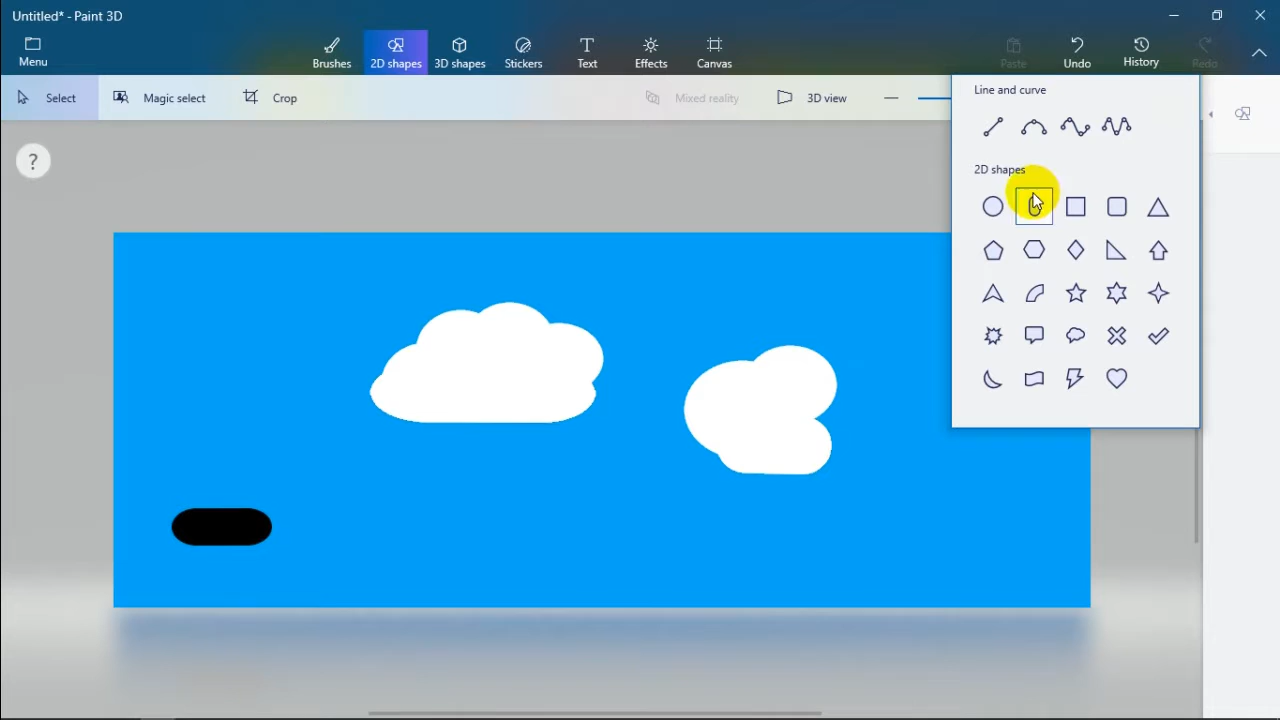 Untitled* - Paint 3D
Menu
Brushes
2D shapes
3D shapes
Stickers
Text
Effects
Canvas
Paste
Undo
History
Redo
Select
Magic select
Crop
Mixed reality
3D view
Line and curve
2D shapes
?